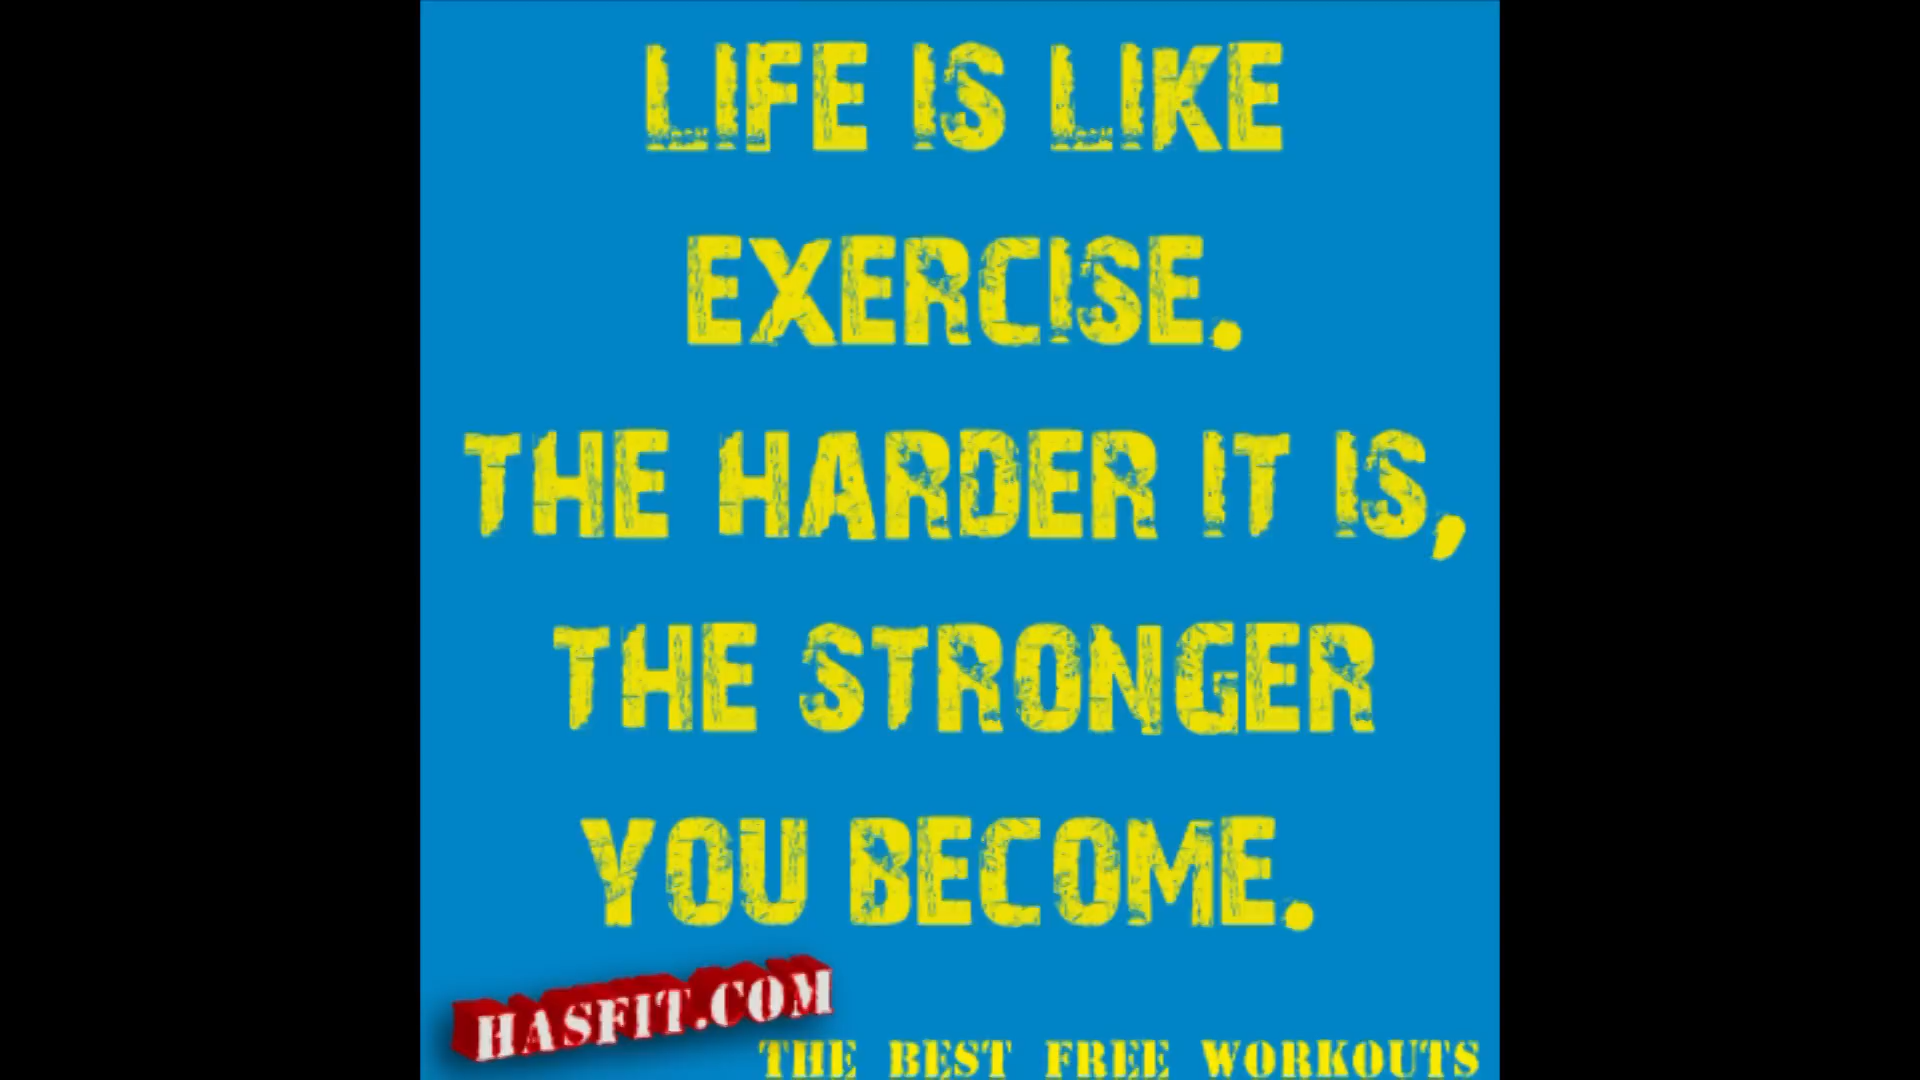 LIFE IS LIKE
EXERCISE.
THE HARDER IT IS,
THE STRONGER
YOU BECOME.
HASFIT.COM
THE BEST FREE WORKOUTS